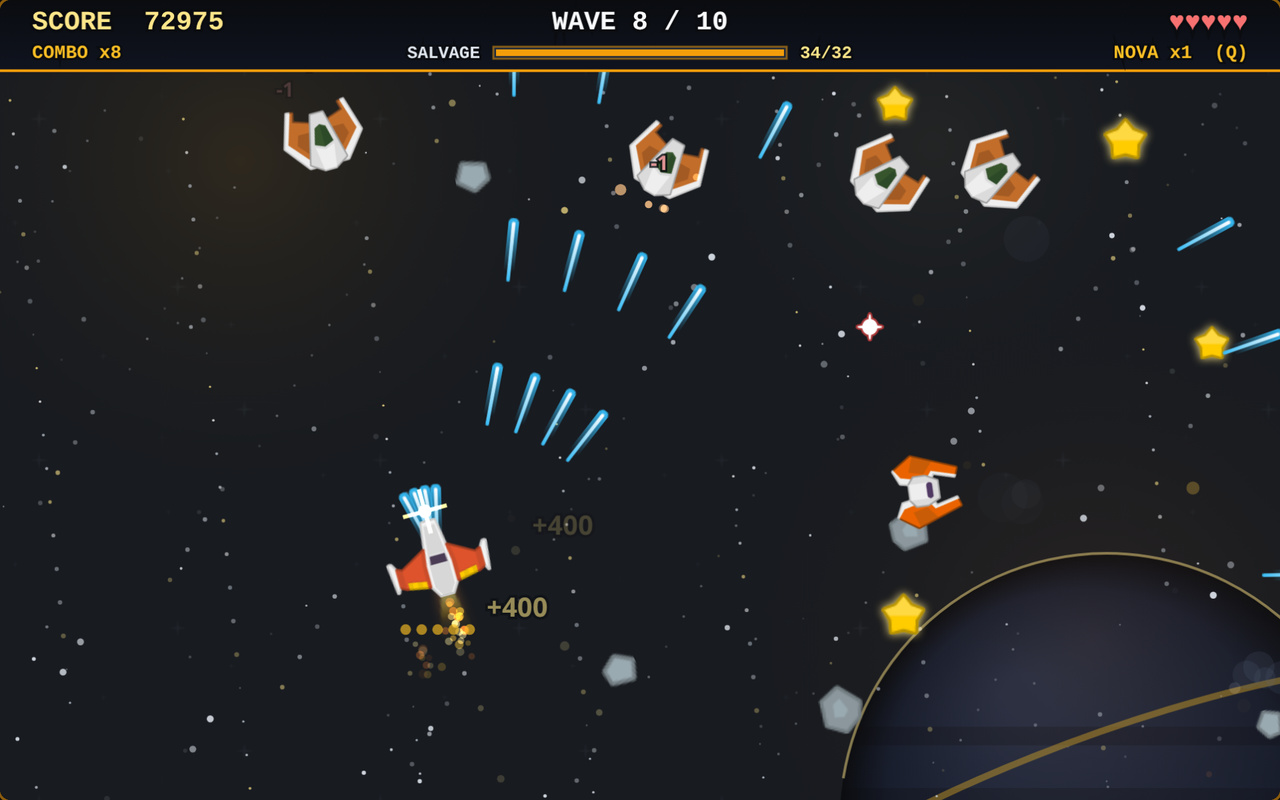 SCORE 72975
WAVE 8 / 10
♥♥♥♥♥
COMBO x8
SALVAGE 34/32
NOVA x1 (Q)
-1
-1
+400
+400